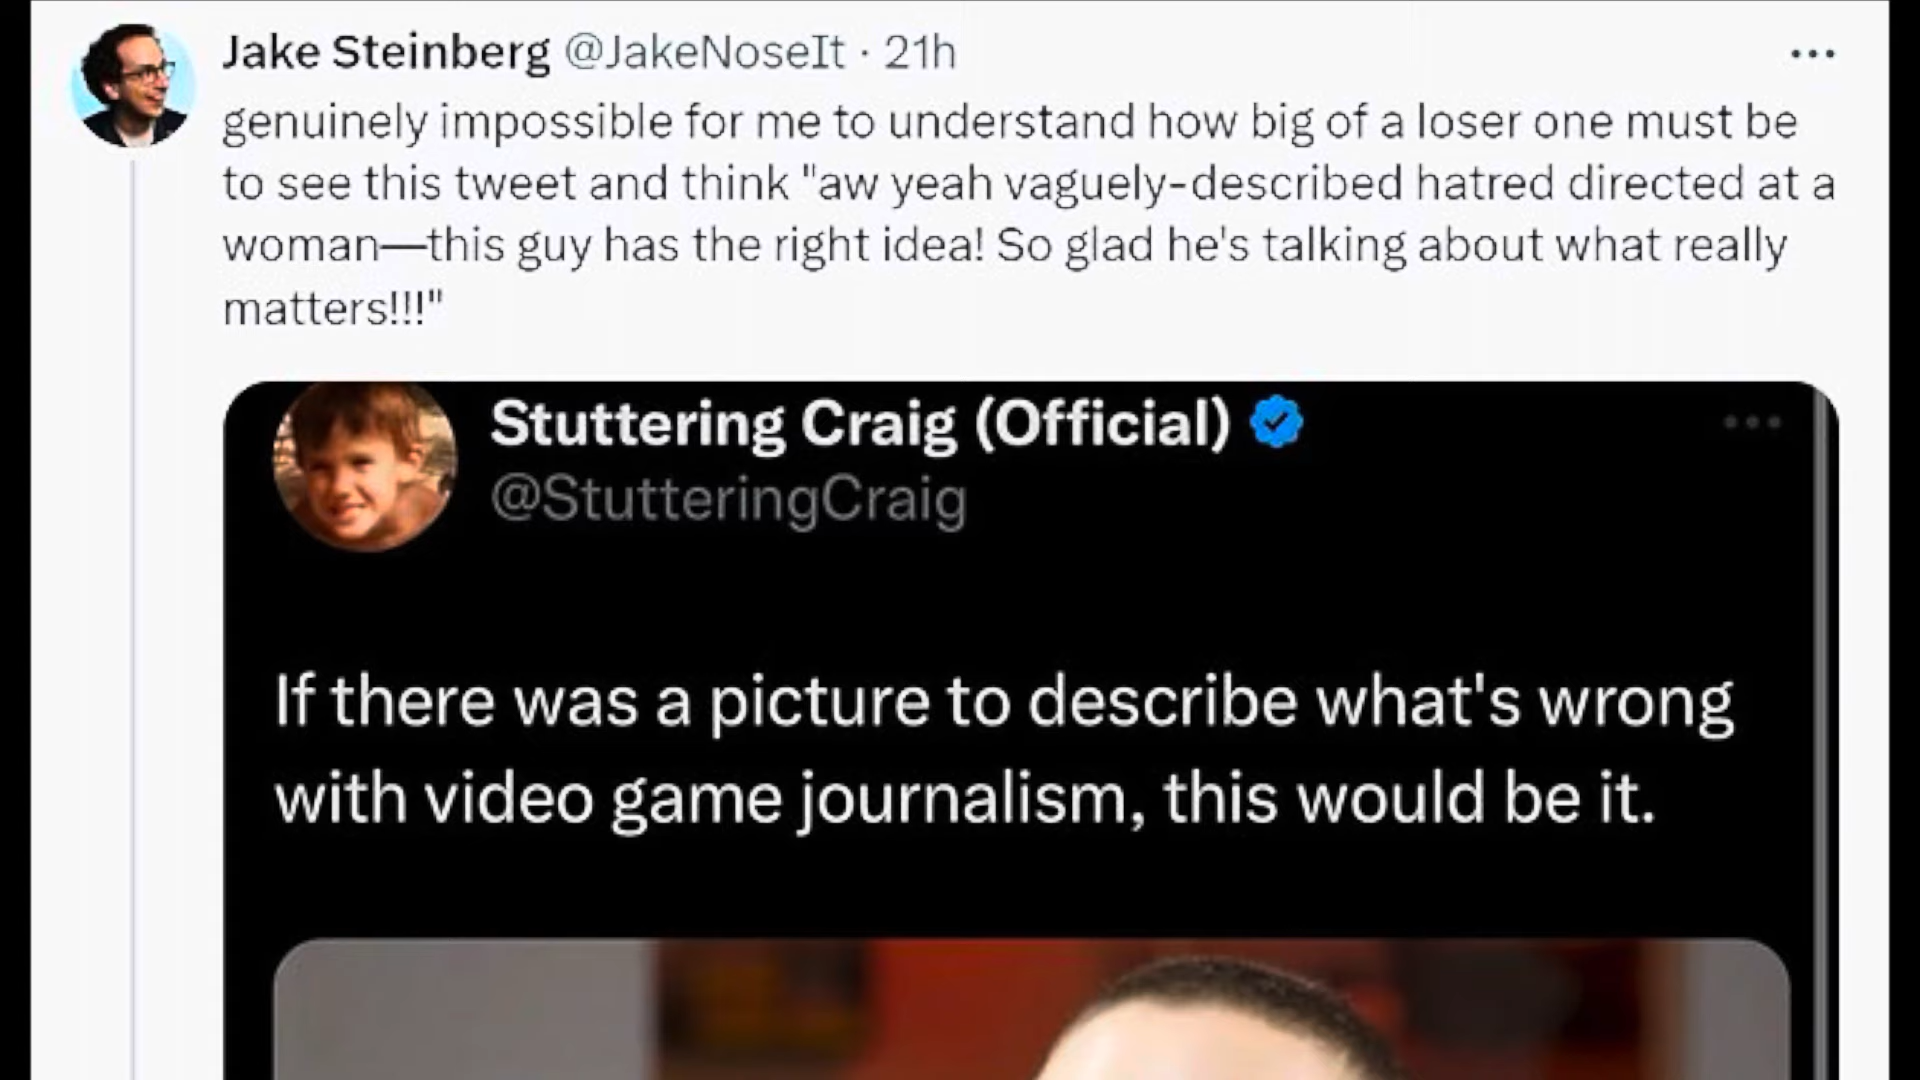 Jake Steinberg @JakeNoseIt · 21h
genuinely impossible for me to understand how big of a loser one must be
to see this tweet and think "aw yeah vaguely-described hatred directed at a
woman—this guy has the right idea! So glad he's talking about what really
matters!!!"
Stuttering Craig (Official)
@StutteringCraig
If there was a picture to describe what's wrong
with video game journalism, this would be it.